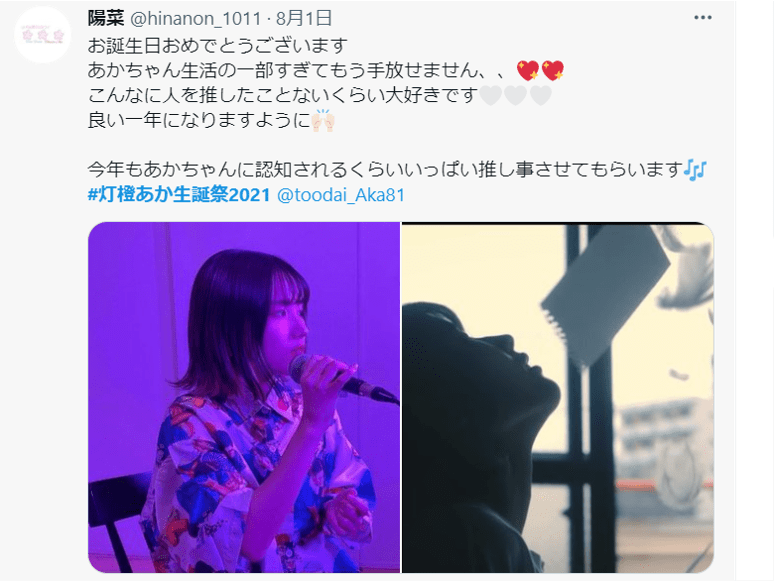 陽菜 @hinanon_1011 · 8月1日
お誕生日おめでとうございます
あかちゃん生活の一部すぎてもう手放せません、、💖💖
こんなに人を推したことないくらい大好きです🤍🤍🤍
良い一年になりますように🙌🏻
今年もあかちゃんに認知されるくらいいっぱい推し事させてもらいます🎶
#灯橙あか生誕祭2021 @toodai_Aka81